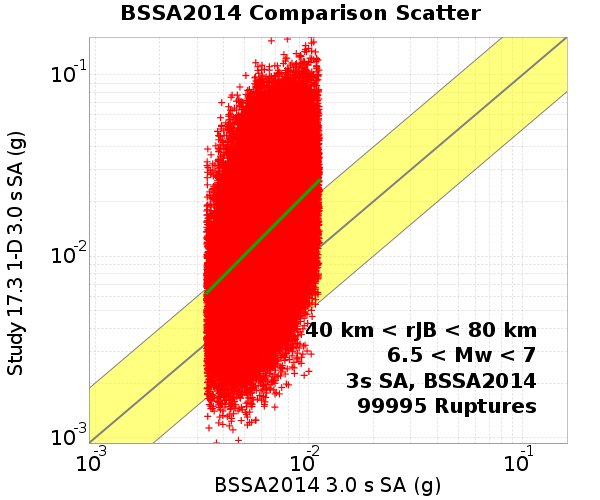 BSSA2014 Comparison Scatter
Study 17.3 1-D 3.0 s SA (g)
10-1
10-2
10-3
40 km < rJB < 80 km
6.5 < Mw < 7
3s SA, BSSA2014
99995 Ruptures
10-3 10-2 10-1
BSSA2014 3.0 s SA (g)